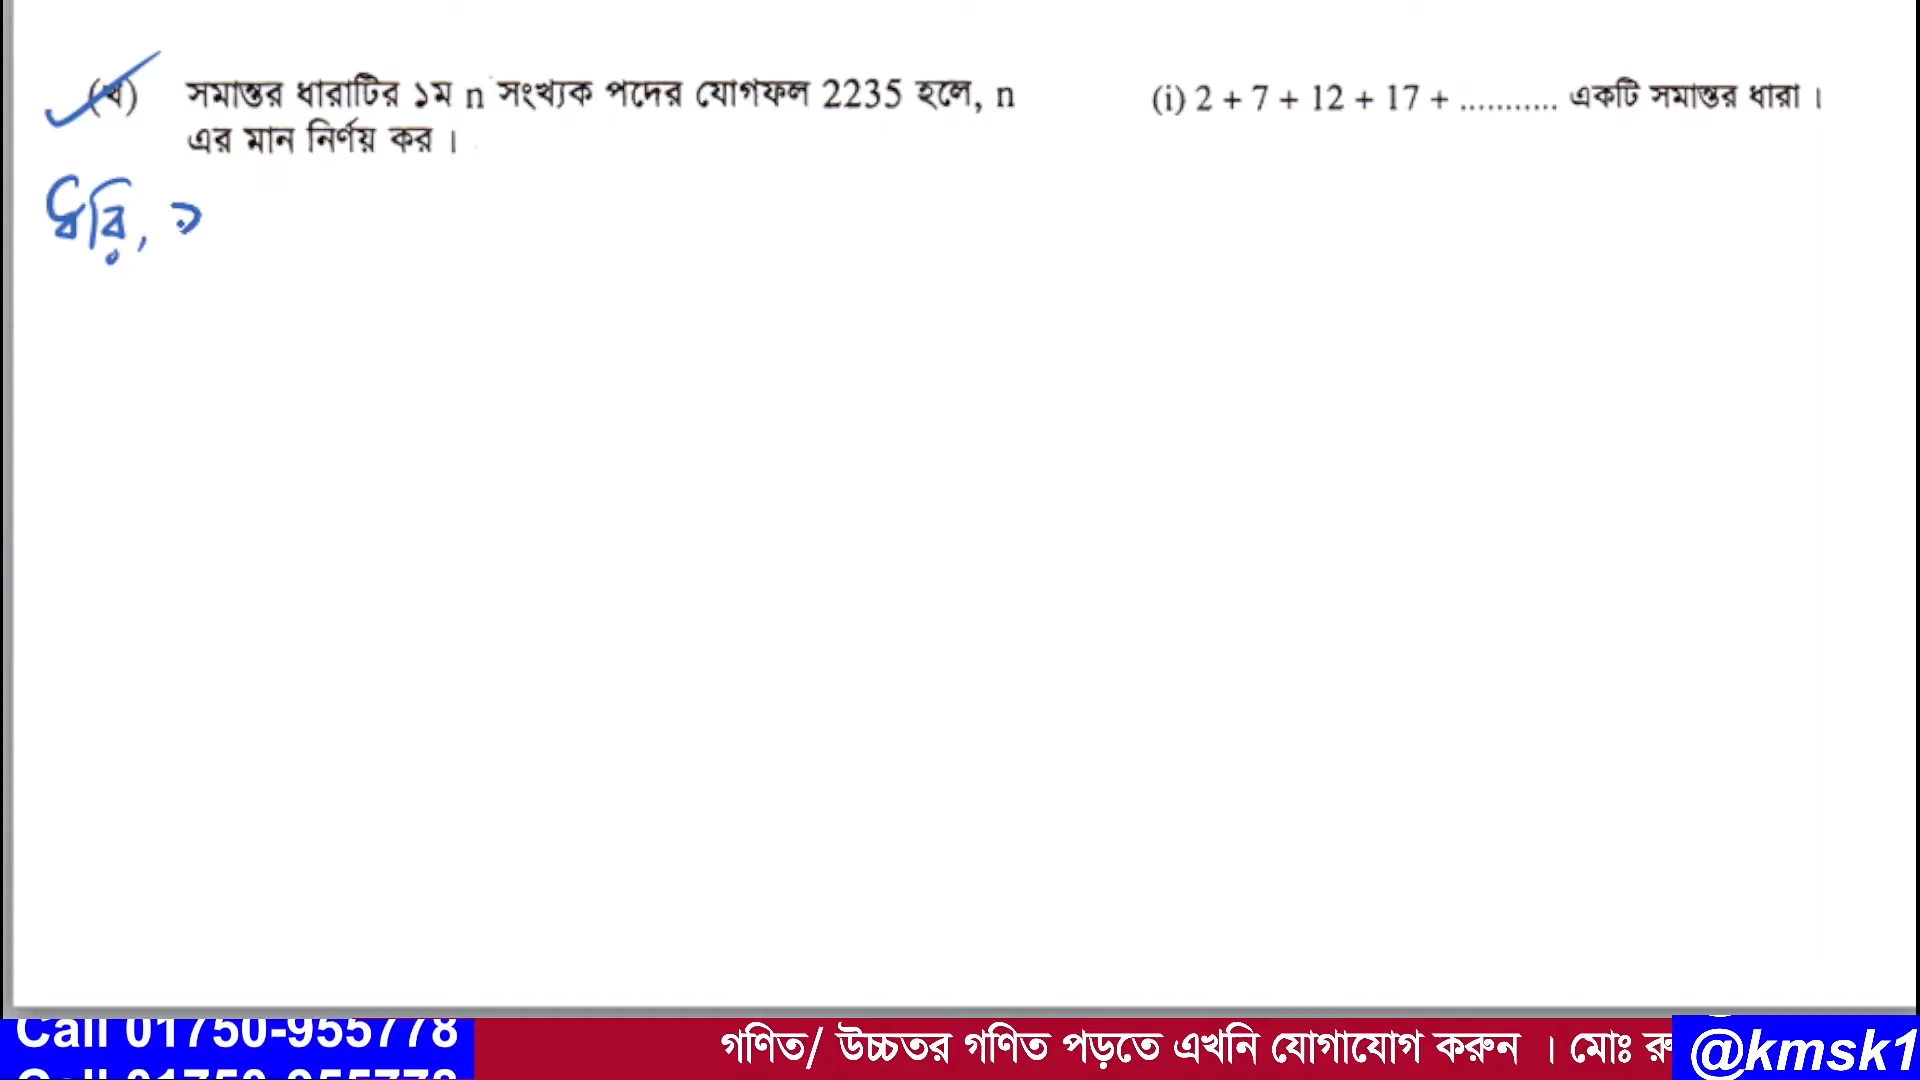 (খ) সমান্তর ধারাটির ১ম n সংখ্যক পদের যোগফল 2235 হলে, n
এর মান নির্ণয় কর।
(i) 2 + 7 + 12 + 17 + ........... একটি সমান্তর ধারা।
ধরি, ১
Call 01750-955778
গণিত/ উচ্চতর গণিত পড়তে এখনি যোগাযোগ করুন । মোঃ রু
@kmsk1